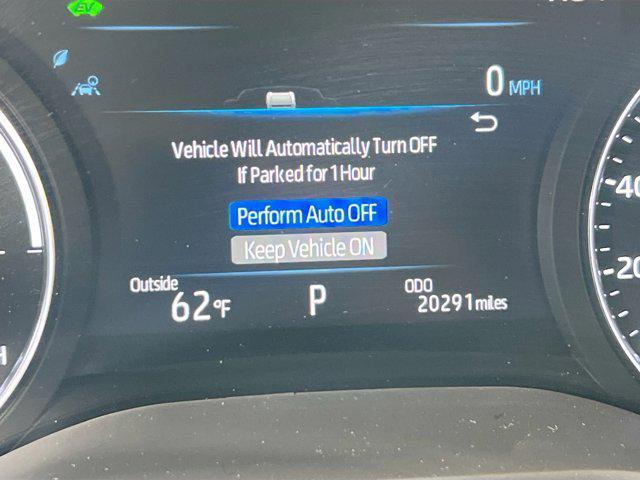 EV
0 MPH
Vehicle Will Automatically Turn OFF
If Parked for 1 Hour
Perform Auto OFF
Keep Vehicle ON
Outside
62°F
P
ODO
20291 miles
40
20
H